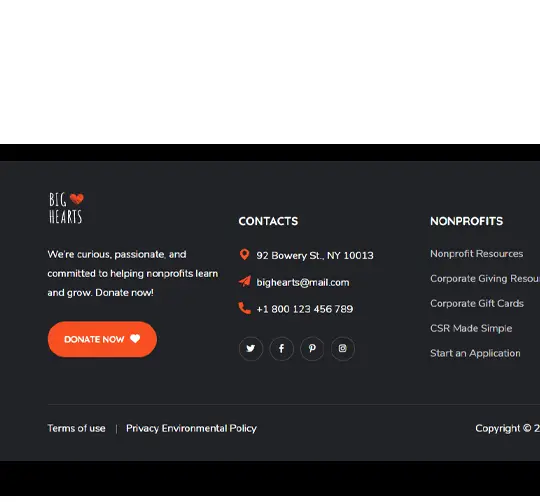 BIG
HEARTS
We're curious, passionate, and
committed to helping nonprofits learn
and grow. Donate now!
DONATE NOW
CONTACTS
92 Bowery St., NY 10013
bighearts@mail.com
+1 800 123 456 789
NONPROFITS
Nonprofit Resources
Corporate Giving Resou
Corporate Gift Cards
CSR Made Simple
Start an Application
Terms of use | Privacy Environmental Policy
Copyright © 2